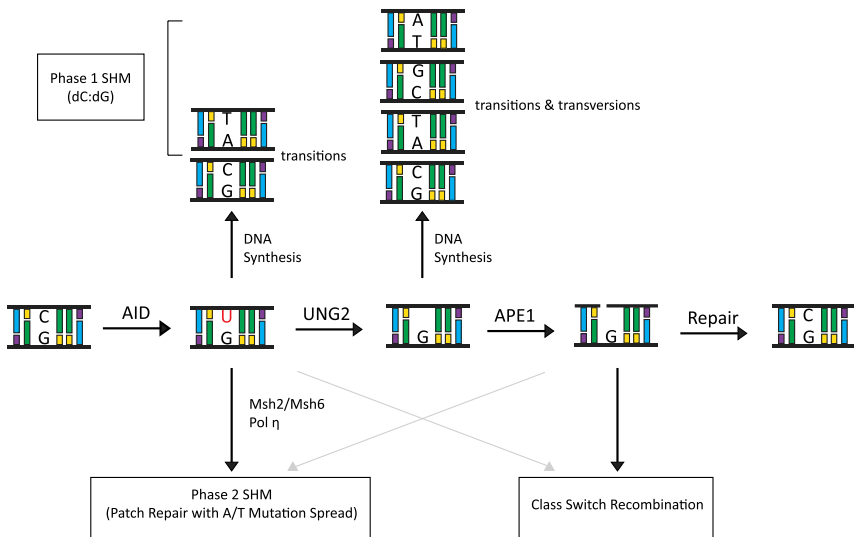 A
T
Phase 1 SHM
(dC:dG)
G
C
transitions & transversions
T
A
transitions
T
A
C
G
C
G
DNA
Synthesis
DNA
Synthesis
C
G
AID
U
G
UNG2
G
APE1
G
Repair
C
G
Msh2/Msh6
Pol η
Phase 2 SHM
(Patch Repair with A/T Mutation Spread)
Class Switch Recombination